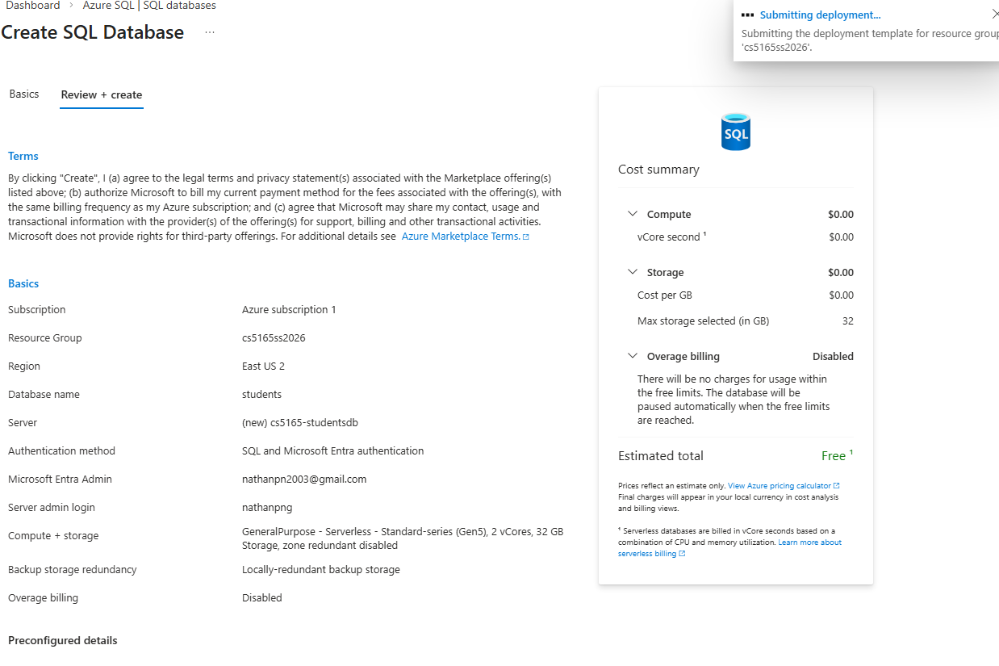 Dashboard > Azure SQL | SQL databases
Create SQL Database ...
Submitting deployment...
Submitting the deployment template for resource group
'cs5165ss2026'.
Basics Review + create
Terms
By clicking "Create", I (a) agree to the legal terms and privacy statement(s) associated with the Marketplace offering(s)
listed above; (b) authorize Microsoft to bill my current payment method for the fees associated with the offering(s), with
the same billing frequency as my Azure subscription; and (c) agree that Microsoft may share my contact, usage and
transactional information with the provider(s) of the offering(s) for support, billing and other transactional activities.
Microsoft does not provide rights for third-party offerings. For additional details see Azure Marketplace Terms.
Basics
Subscription Azure subscription 1
Resource Group cs5165ss2026
Region East US 2
Database name students
Server (new) cs5165-studentsdb
Authentication method SQL and Microsoft Entra authentication
Microsoft Entra Admin nathanpn2003@gmail.com
Server admin login nathanpng
Compute + storage GeneralPurpose - Serverless - Standard-series (Gen5), 2 vCores, 32 GB
Storage, zone redundant disabled
Backup storage redundancy Locally-redundant backup storage
Overage billing Disabled
Preconfigured details
SQL
Cost summary
Compute $0.00
vCore second ¹ $0.00
Storage $0.00
Cost per GB $0.00
Max storage selected (in GB) 32
Overage billing Disabled
There will be no charges for usage within
the free limits. The database will be
paused automatically when the free limits
are reached.
Estimated total Free ¹
Prices reflect an estimate only. View Azure pricing calculator
Final charges will appear in your local currency in cost analysis
and billing views.
¹ Serverless databases are billed in vCore seconds based on a
combination of CPU and memory utilization. Learn more about
serverless billing